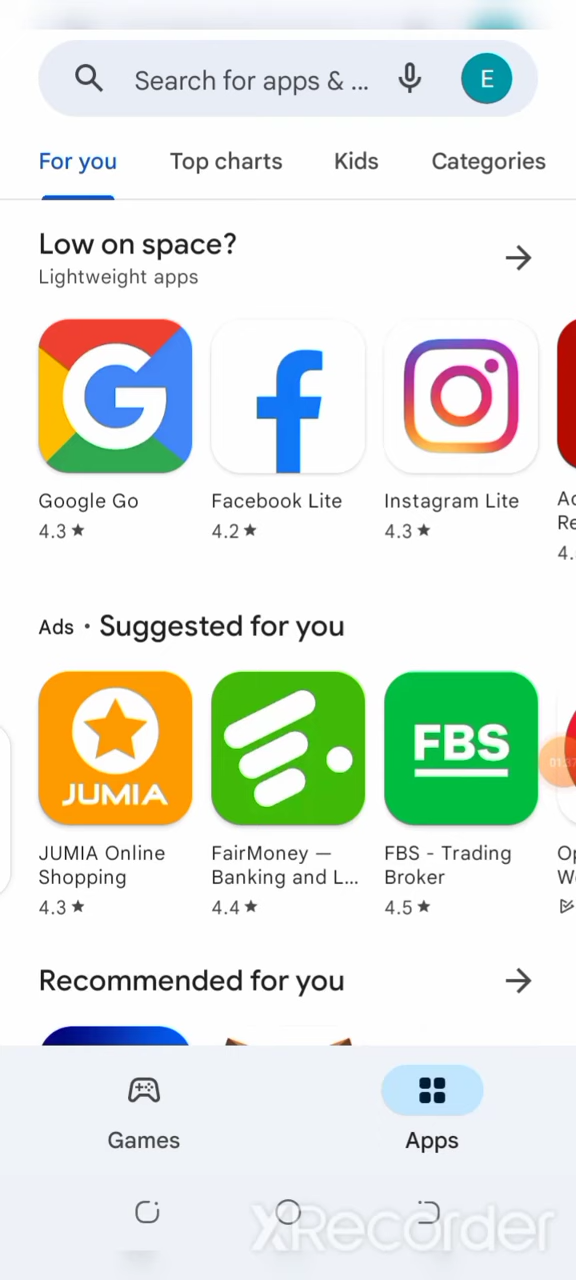 Search for apps & ...
E
For you
Top charts
Kids
Categories
Low on space?
Lightweight apps
G
f
Google Go
Facebook Lite
Instagram Lite
4.3 ★
4.2 ★
4.3 ★
Ads • Suggested for you
JUMIA
FBS
JUMIA Online
Shopping
4.3 ★
FairMoney —
Banking and L...
4.4 ★
FBS - Trading
Broker
4.5 ★
Recommended for you
Games
Apps
XRecorder